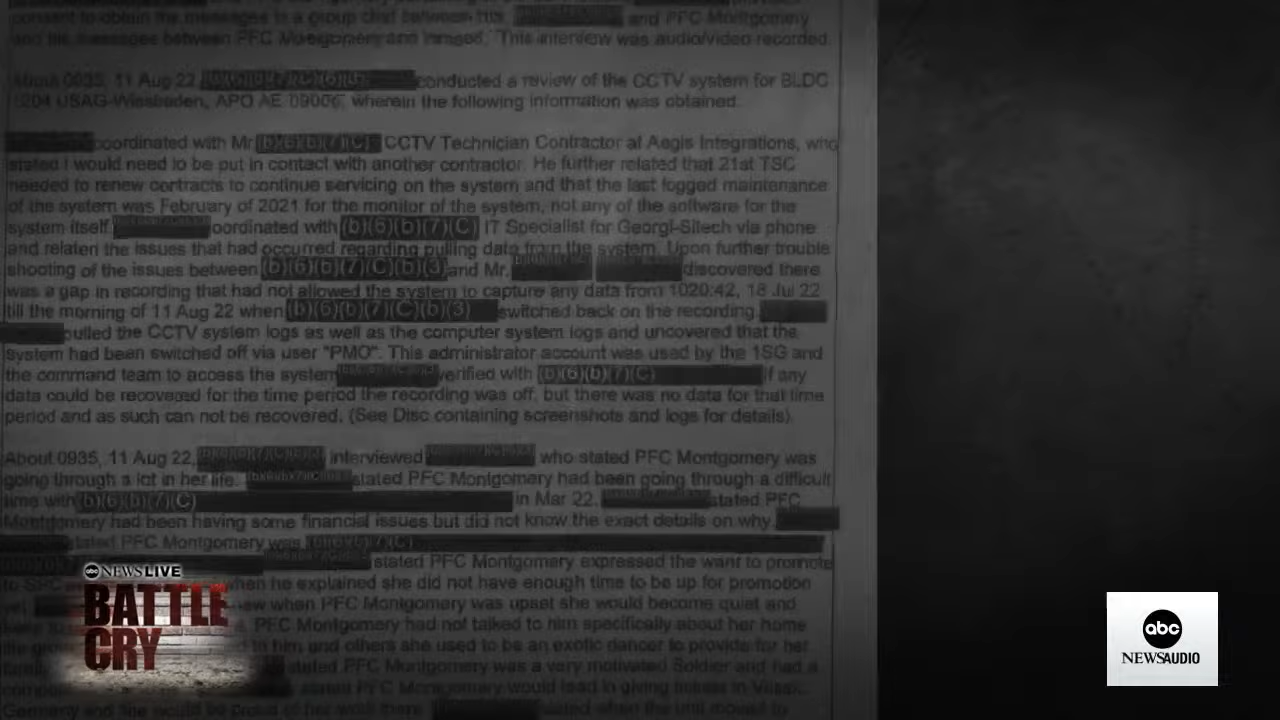 consent to obtain the messages is a group chat between his, and PFC Montgomery
and the messages between PFC Montgomery and himself. This interview was audio/video recorded.
About 0935, 11 Aug 22, (b)(6)(b)(7)(C) conducted a review of the CCTV system for BLDG
1204 USAG-Wiesbaden, APO AE 09006, wherein the following information was obtained.
coordinated with Mr (b)(6)(b)(7)(C) CCTV Technician Contractor at Aegis Integrations, who
stated I would need to be put in contact with another contractor. He further related that 21st TSC
needed to renew contracts to continue servicing on the system and that the last logged maintenance
of the system was February of 2021 for the monitor of the system, not any of the software for the
system itself. coordinated with (b)(6)(b)(7)(C) IT Specialist for Georgi-Sitech via phone
and relaten the issues that had occurred regarding pulling data from the system. Upon further trouble
shooting of the issues between (b)(6)(b)(7)(C)(b)(3) and Mr. discovered there
was a gap in recording that had not allowed the system to capture any data from 1020:42, 18 Jul 22
till the morning of 11 Aug 22 when (b)(6)(b)(7)(C)(b)(3) switched back on the recording.
pulled the CCTV system logs as well as the computer system logs and uncovered that the
system had been switched off via user "PMO". This administrator account was used by the 1SG and
the command team to access the system verified with (b)(6)(b)(7)(C) if any
data could be recovered for the time period the recording was off, but there was no data for that time
period and as such can not be recovered. (See Disc containing screenshots and logs for details).
About 0935, 11 Aug 22, interviewed who stated PFC Montgomery was
going through a lot in her life. stated PFC Montgomery had been going through a difficult
time with (b)(6)(b)(7)(C) in Mar 22. stated PFC
Montgomery had been having some financial issues but did not know the exact details on why.
stated PFC Montgomery was (b)(6)(b)(7)(C)
stated PFC Montgomery expressed the want to promote
to SPC when he explained she did not have enough time to be up for promotion
yet. when PFC Montgomery was upset she would become quiet and
PFC Montgomery had not talked to him specifically about her home
to him and others she used to be an exotic dancer to provide for her
family stated PFC Montgomery was a very motivated Soldier and had a
stated PFC Montgomery would lead in giving in
Germany and she would be proud of her work there. stated when the unit moved to
abc NEWS LIVE
BATTLE
CRY
abc
NEWS AUDIO